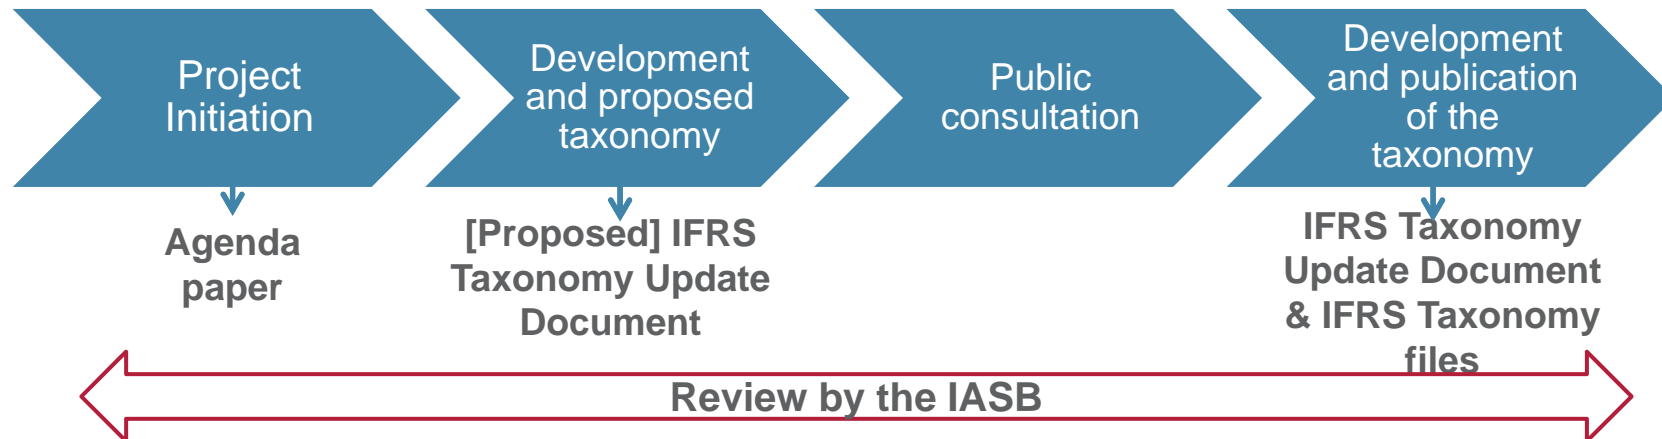 Project
Initiation
Development
and proposed
taxonomy
Public
consultation
Development
and publication
of the
taxonomy
Agenda
paper
[Proposed] IFRS
Taxonomy Update
Document
IFRS Taxonomy
Update Document
& IFRS Taxonomy
files
Review by the IASB